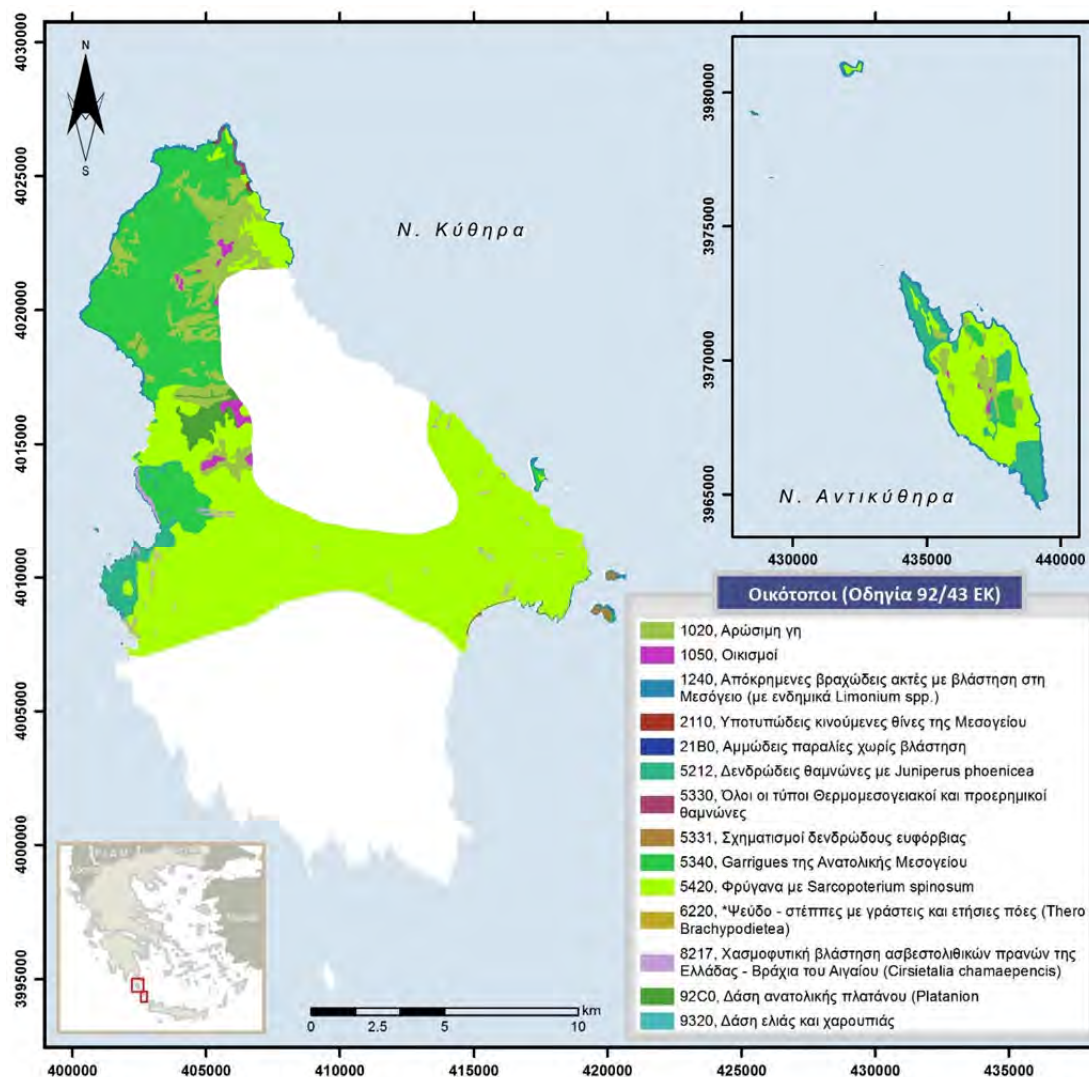 4030000
4025000
4020000
4015000
4010000
4005000
4000000
3995000
N
S
Ν. Κύθηρα
3980000
3975000
3970000
3965000
Ν. Αντικύθηρα
430000 435000 440000
Οικότοποι (Οδηγία 92/43 ΕΚ)
1020, Αρώσιμη γη
1050, Οικισμοί
1240, Απόκρημενες βραχώδεις ακτές με βλάστηση στη
Μεσόγειο (με ενδημικά Limonium spp.)
2110, Υποτυπώδεις κινούμενες θίνες της Μεσογείου
21B0, Αμμώδεις παραλίες χωρίς βλάστηση
5212, Δενδρώδεις θαμνώνες με Juniperus phoenicea
5330, Όλοι οι τύποι Θερμομεσογειακοί και προερημικοί
θαμνώνες
5331, Σχηματισμοί δενδρώδους ευφόρβιας
5340, Garrigues της Ανατολικής Μεσογείου
5420, Φρύγανα με Sarcopoterium spinosum
6220, *Ψεύδο - στέππες με γράστεις και ετήσιες πόες (Thero
Brachypodietea)
8217, Χασμοφυτική βλάστηση ασβεστολιθικών πρανών της
Ελλάδας - Βράχια του Αιγαίου (Cirsietalia chamaepencis)
92C0, Δάση ανατολικής πλατάνου (Platanion
9320, Δάση ελιάς και χαρουπιάς
km
0 2.5 5 10
400000 405000 410000 415000 420000 425000 430000 435000